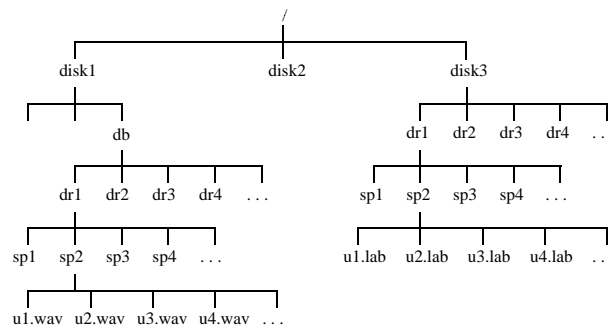 /
disk1 disk2 disk3
db dr1 dr2 dr3 dr4 . .
dr1 dr2 dr3 dr4 . . . sp1 sp2 sp3 sp4 . . .
sp1 sp2 sp3 sp4 . . . u1.lab u2.lab u3.lab u4.lab . .
u1.wav u2.wav u3.wav u4.wav . . .